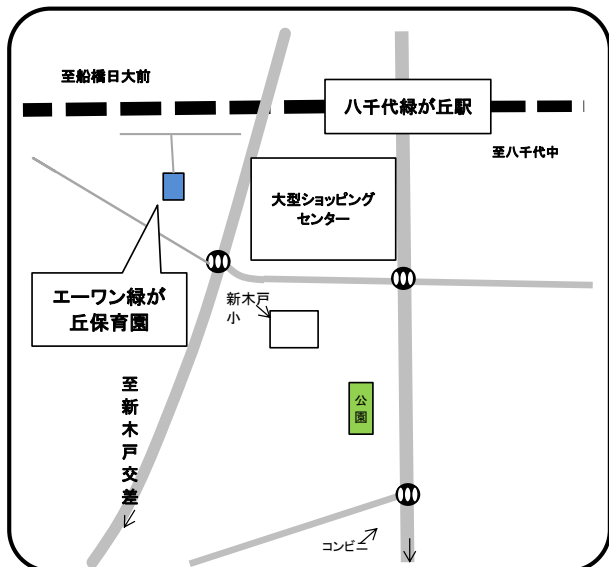 至船橋日大前
八千代緑が丘駅
至八千代中
大型ショッピング
センター
エーワン緑が
丘保育園
新木戸
小
至新木戸交差
公園
コンビニ